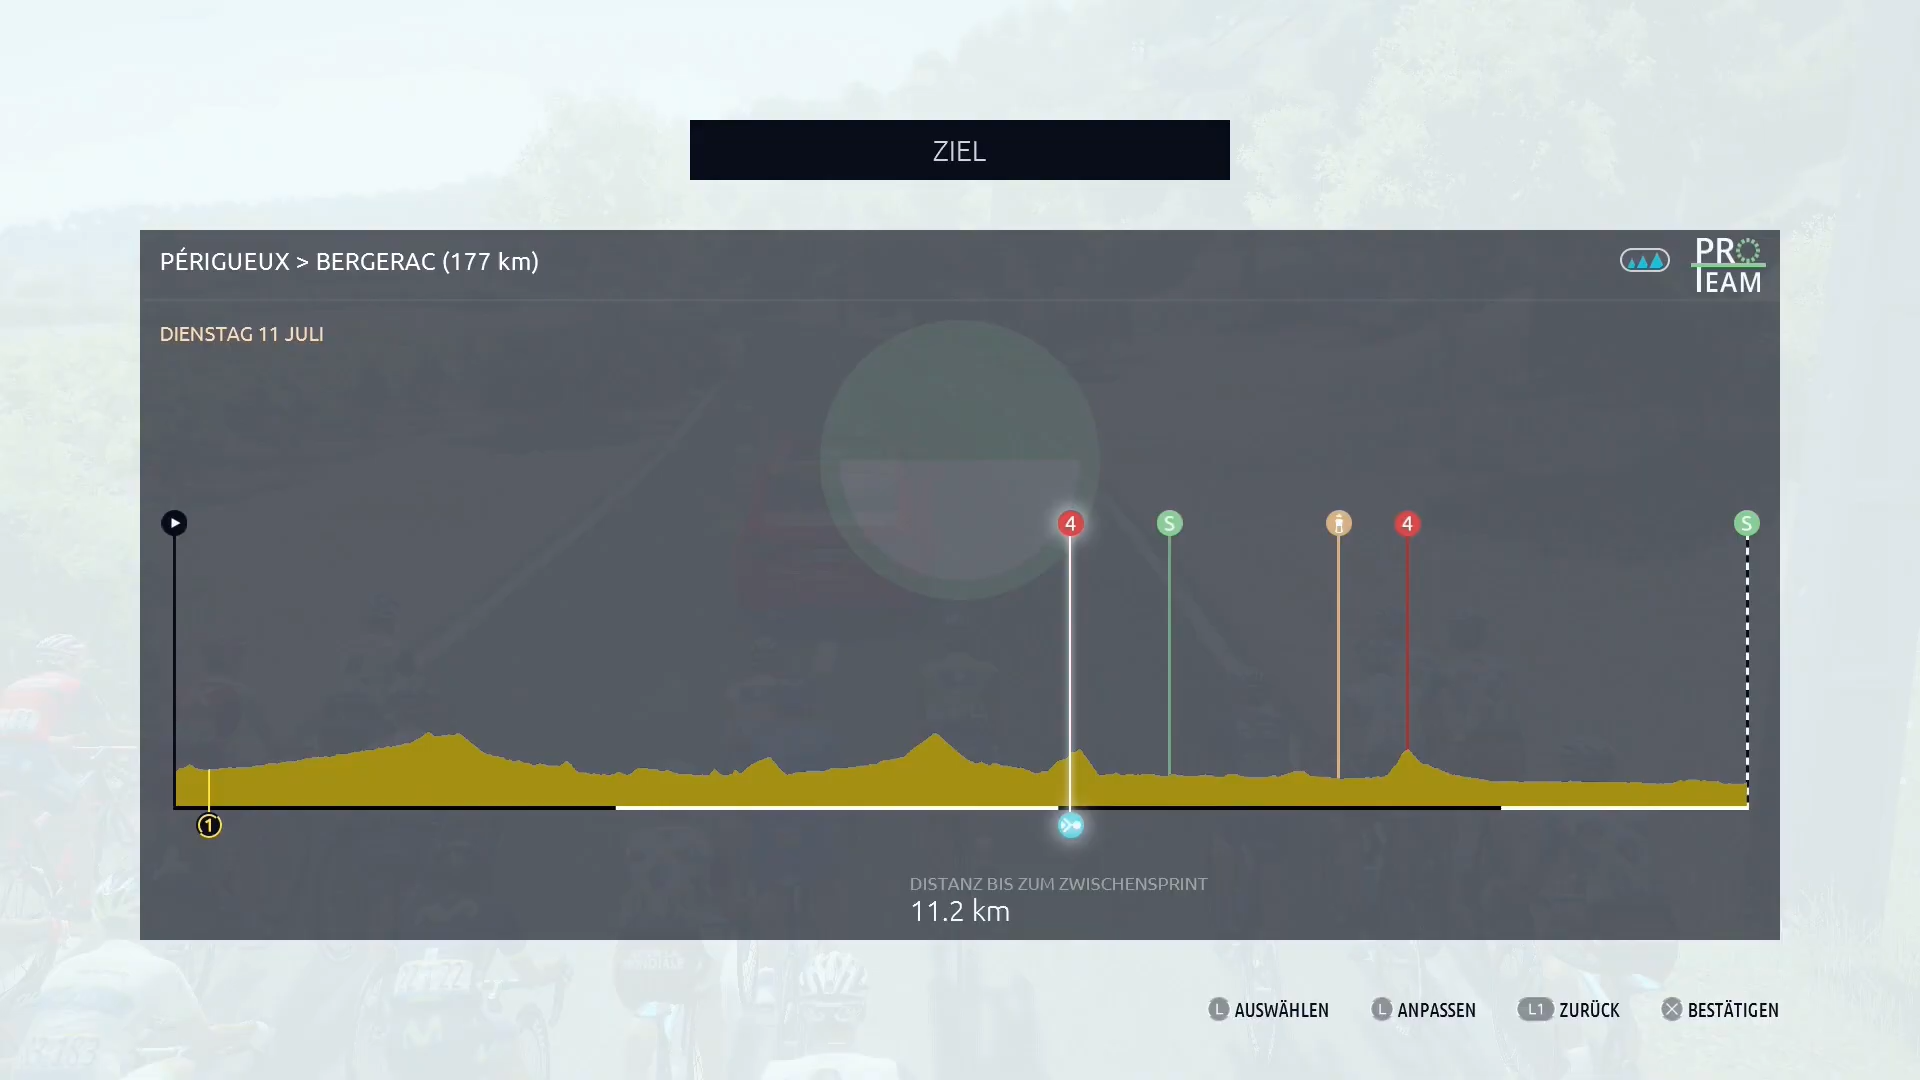 ZIEL
PÉRIGUEUX > BERGERAC (177 km)
PRO
TEAM
DIENSTAG 11 JULI
4
S
4
S
1
DISTANZ BIS ZUM ZWISCHENSPRINT
11.2 km
L AUSWÄHLEN
L ANPASSEN
L1 ZURÜCK
BESTÄTIGEN